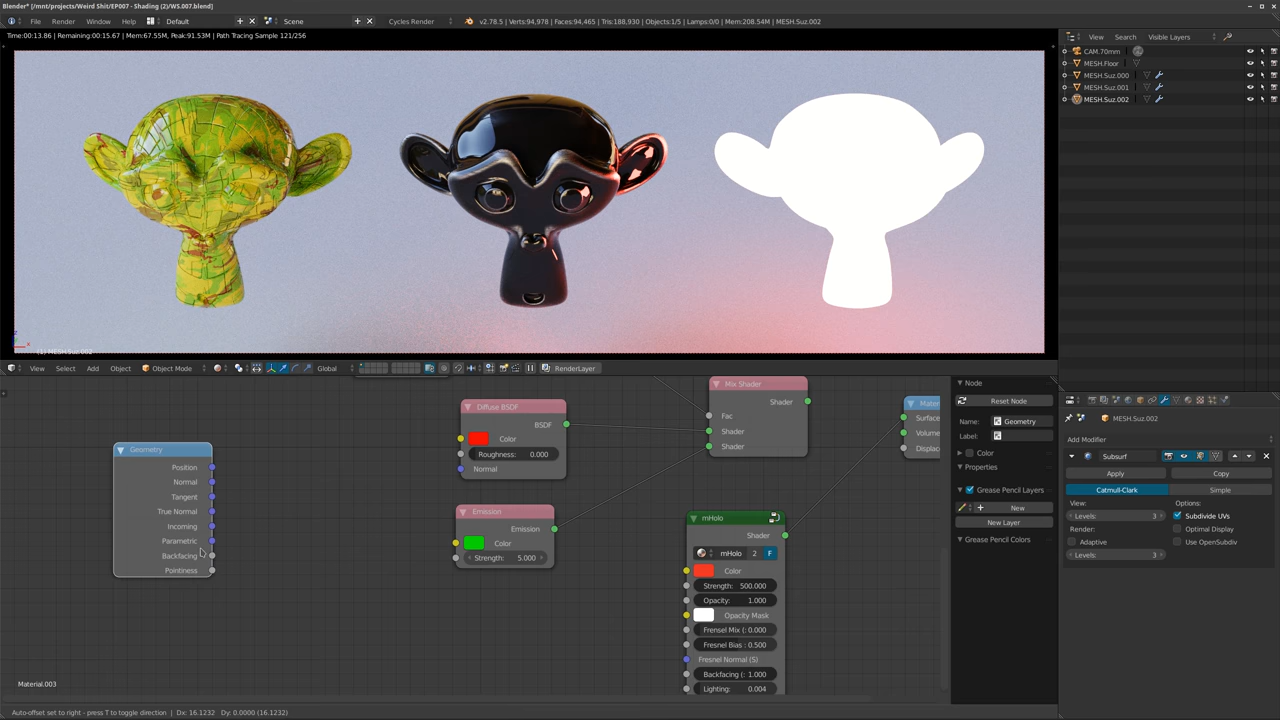 Blender* [/mnt/projects/Weird Shit/EP007 - Shading (2)/WS.007.blend]
File Render Window Help Default Scene Cycles Render v2.78.5 | Verts:94,978 | Faces:94,465 | Tris:188,930 | Objects:1/5 | Lamps:0/0 | Mem:208.54M | MESH.Suz.002
View Search Visible Layers
Time:00:13.86 | Remaining:00:15.67 | Mem:67.55M, Peak:91.53M | Path Tracing Sample 121/256
CAM.70mm
MESH.Floor
MESH.Suz.000
MESH.Suz.001
MESH.Suz.002
(1) MESH.Suz.002
View Select Add Object Object Mode Global RenderLayer
Mix Shader
Shader
Fac
Shader
Shader
Diffuse BSDF
BSDF
Color
Roughness: 0.000
Normal
Mater
Surface
Volume
Displac
Geometry
Position
Normal
Tangent
True Normal
Incoming
Parametric
Backfacing
Pointiness
Emission
Emission
Color
Strength: 5.000
mHolo
Shader
mHolo 2 F
Color
Strength: 500.000
Opacity: 1.000
Opacity Mask
Frensel Mix (: 0.000
Fresnel Bias : 0.500
Fresnel Normal (S)
Backfacing (: 1.000
Lighting: 0.004
Node
Reset Node
Name: Geometry
Label:
Color
Properties
Grease Pencil Layers
New
New Layer
Grease Pencil Colors
MESH.Suz.002
Add Modifier
Subsurf
Apply Copy
Catmull-Clark Simple
View: Options:
Levels: 3 Subdivide UVs
Render: Optimal Display
Adaptive Use OpenSubdiv
Levels: 3
Material.003
Auto-offset set to right - press T to toggle direction | Dx: 16.1232 Dy: 0.0000 (16.1232)